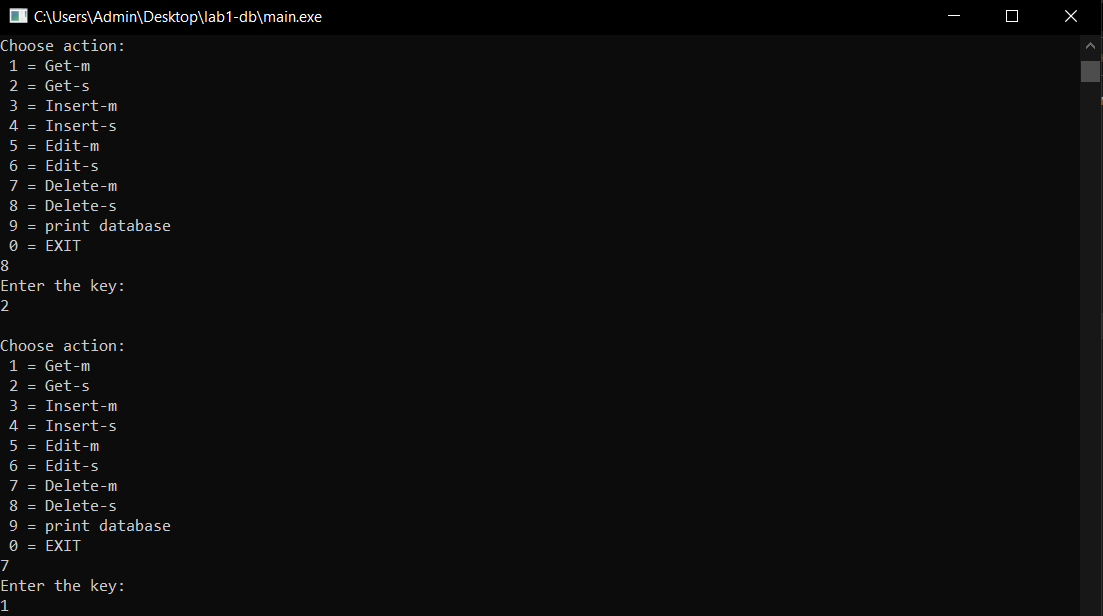 C:\Users\Admin\Desktop\lab1-db\main.exe
Choose action:
 1 = Get-m
 2 = Get-s
 3 = Insert-m
 4 = Insert-s
 5 = Edit-m
 6 = Edit-s
 7 = Delete-m
 8 = Delete-s
 9 = print database
 0 = EXIT
8
Enter the key:
2

Choose action:
 1 = Get-m
 2 = Get-s
 3 = Insert-m
 4 = Insert-s
 5 = Edit-m
 6 = Edit-s
 7 = Delete-m
 8 = Delete-s
 9 = print database
 0 = EXIT
7
Enter the key:
1